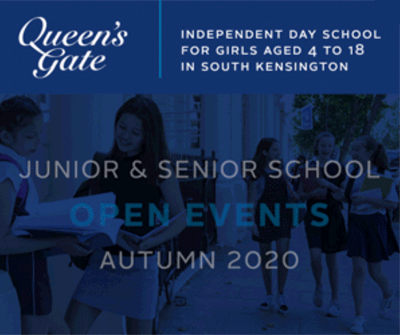 Queen's
Gate
INDEPENDENT DAY SCHOOL
FOR GIRLS AGED 4 TO 18
IN SOUTH KENSINGTON
JUNIOR & SENIOR SCHOOL
OPEN EVENTS
AUTUMN 2020